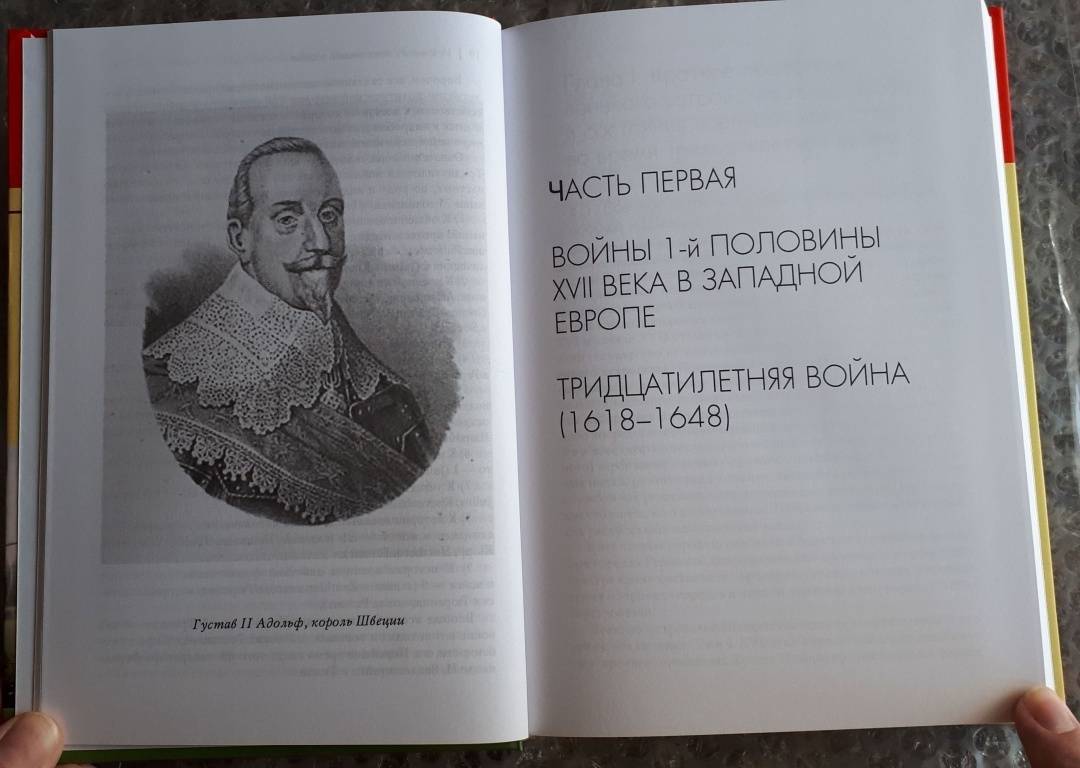 Густав II Адольф, король Швеции
ЧАСТЬ ПЕРВАЯ
ВОЙНЫ 1-й ПОЛОВИНЫ
XVII ВЕКА В ЗАПАДНОЙ
ЕВРОПЕ
ТРИДЦАТИЛЕТНЯЯ ВОЙНА
(1618–1648)